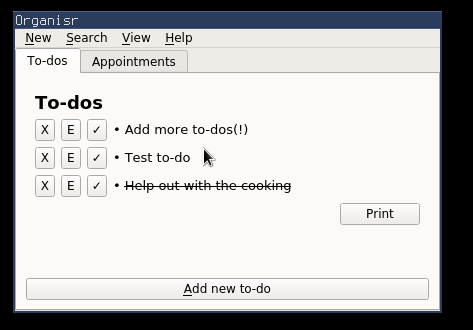 Organisr
New Search View Help
To-dos Appointments
To-dos
X E ✓ • Add more to-dos(!)
X E ✓ • Test to-do
X E ✓ • Help out with the cooking
Print
Add new to-do